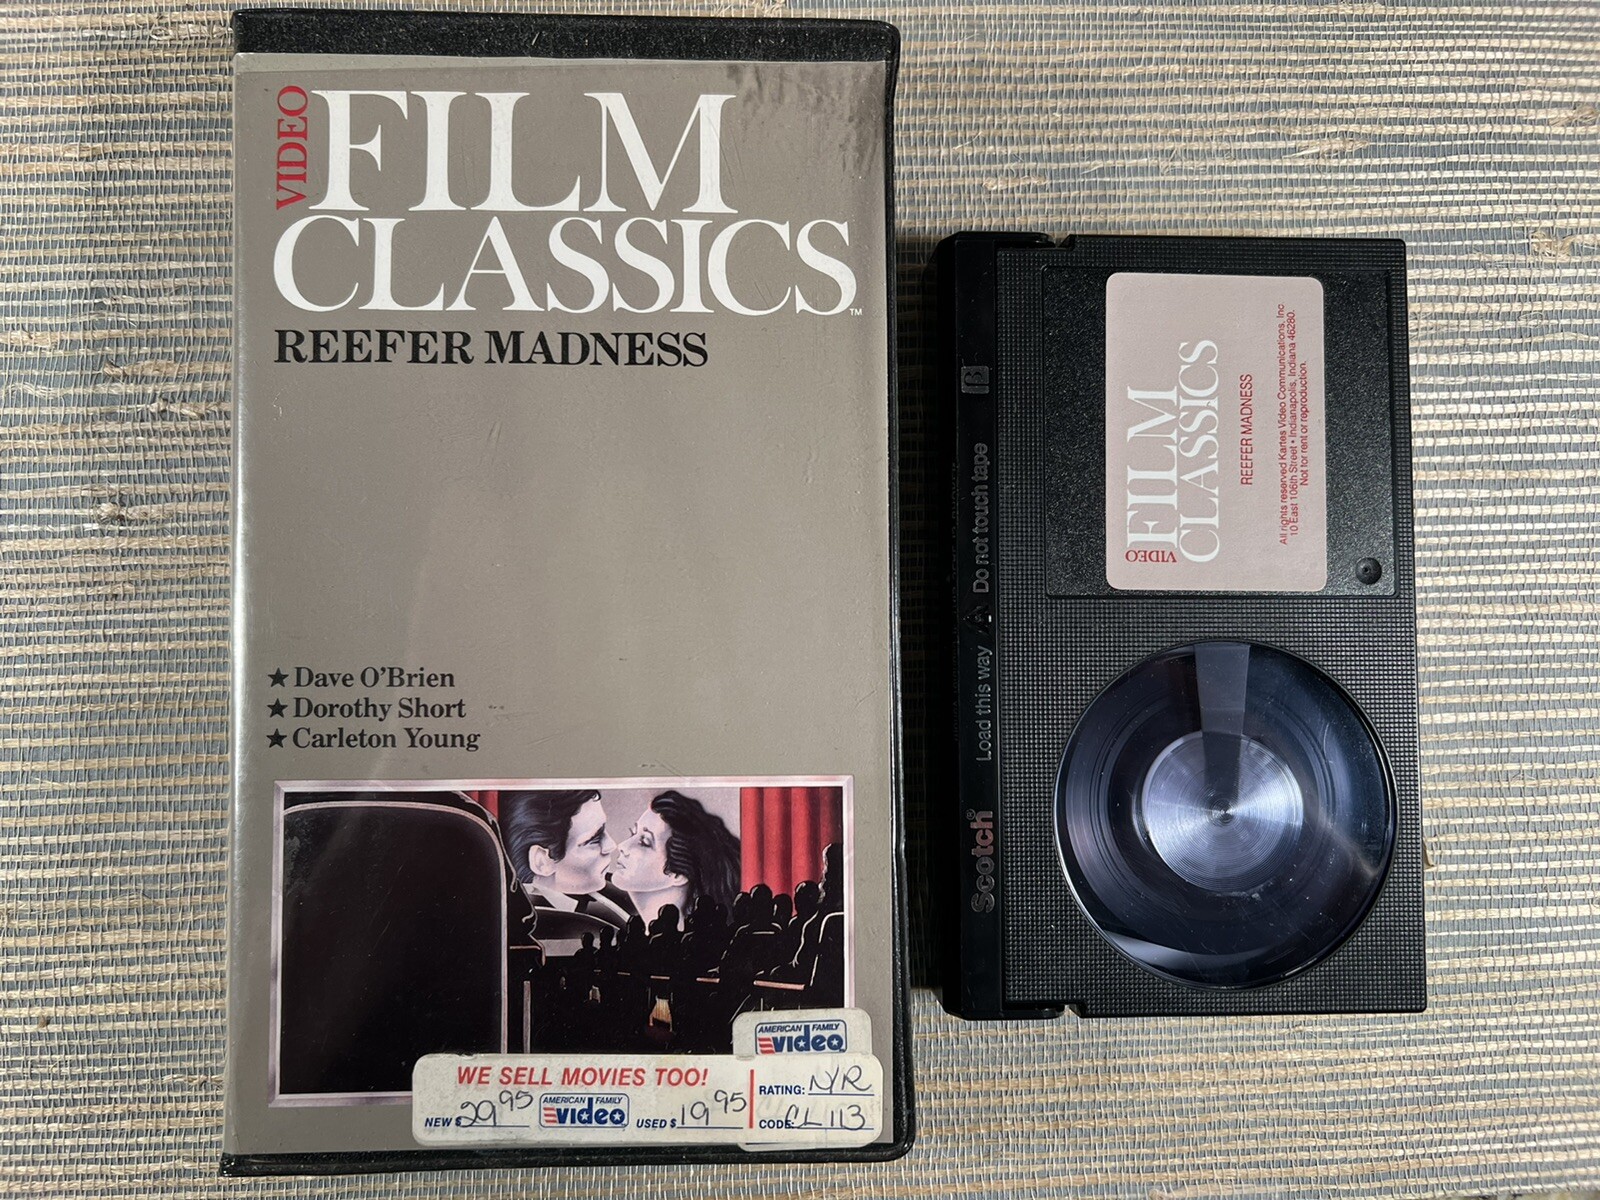 VIDEO
FILM
CLASSICS™
REEFER MADNESS
★ Dave O'Brien
★ Dorothy Short
★ Carleton Young
AMERICAN FAMILY
video
WE SELL MOVIES TOO!
NEW $ 29 95
AMERICAN FAMILY
video
USED $ 19 95
RATING: N/R
CODE: CL 113
VIDEO
FILM
CLASSICS
REEFER MADNESS
All rights reserved Kartes Video Communications, Inc
10 East 106th Street • Indianapolis, Indiana 46280.
Not for rent or reproduction.
β
Scotch®
Load this way
Do not touch tape